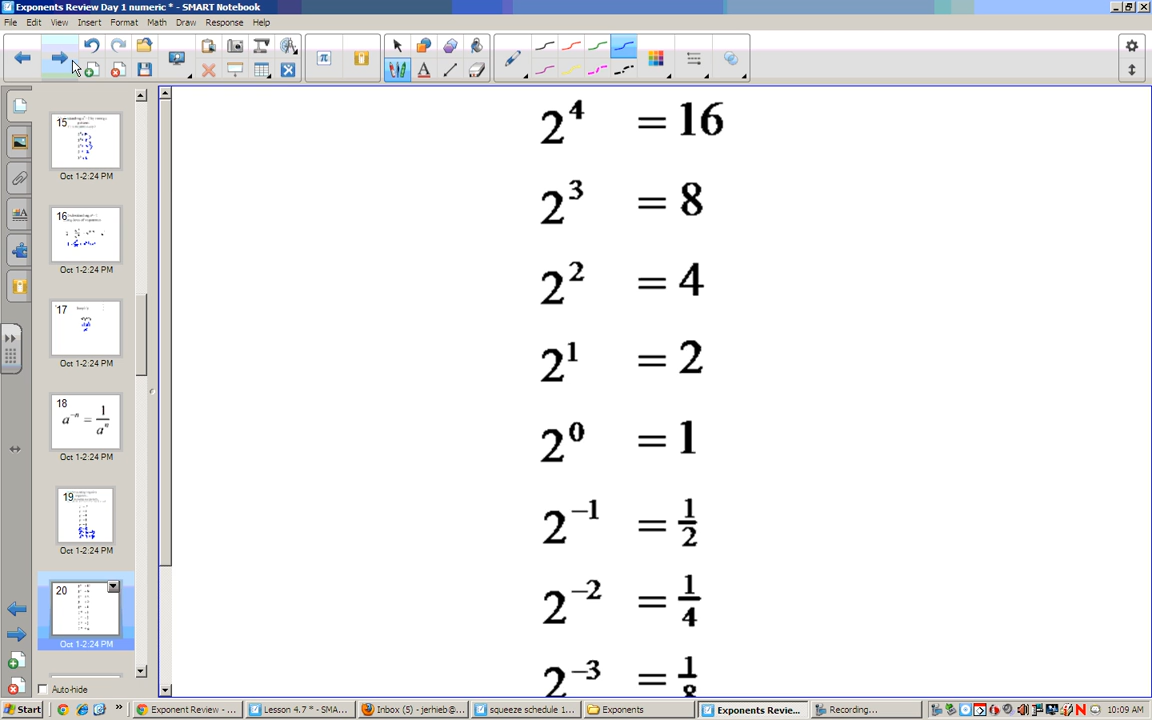 Exponents Review Day 1 numeric * - SMART Notebook
File Edit View Insert Format Math Draw Response Help
15
Oct 1-2:24 PM
16
Oct 1-2:24 PM
17
Oct 1-2:24 PM
18
a⁻ⁿ = 1/aⁿ
Oct 1-2:24 PM
19
Oct 1-2:24 PM
20
Oct 1-2:24 PM
Auto-hide
2⁴ = 16
2³ = 8
2² = 4
2¹ = 2
2⁰ = 1
2⁻¹ = 1/2
2⁻² = 1/4
2⁻³ = 1/8
Start Exponent Review - ... Lesson 4.7 * - SMA... Inbox (5) - jerhieb@... squeeze schedule 1... Exponents Exponents Revie... Recording... 10:09 AM